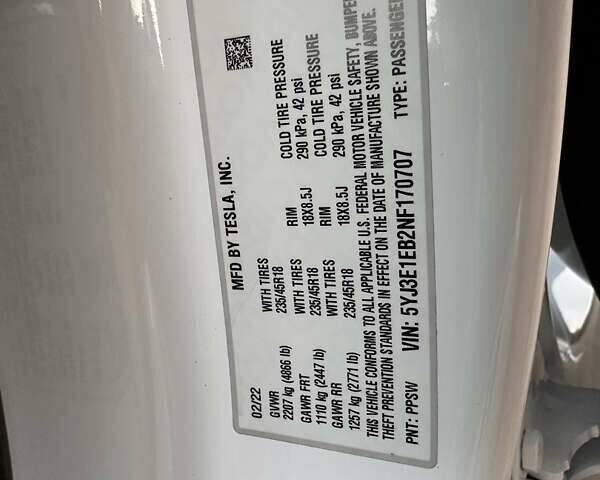 MFD BY TESLA, INC.
02/22
GVWR WITH TIRES RIM COLD TIRE PRESSURE
2207 kg (4866 lb) 235/45R18 18X8.5J 290 kPa, 42 psi
GAWR FRT WITH TIRES RIM COLD TIRE PRESSURE
1110 kg (2447 lb) 235/45R18 18X8.5J 290 kPa, 42 psi
GAWR RR
1257 kg (2771 lb)
THIS VEHICLE CONFORMS TO ALL APPLICABLE U.S. FEDERAL MOTOR VEHICLE SAFETY, BUMPER
THEFT PREVENTION STANDARDS IN EFFECT ON THE DATE OF MANUFACTURE SHOWN ABOVE.
PNT: PPSW VIN: 5YJ3E1EB2NF170707 TYPE: PASSENGER